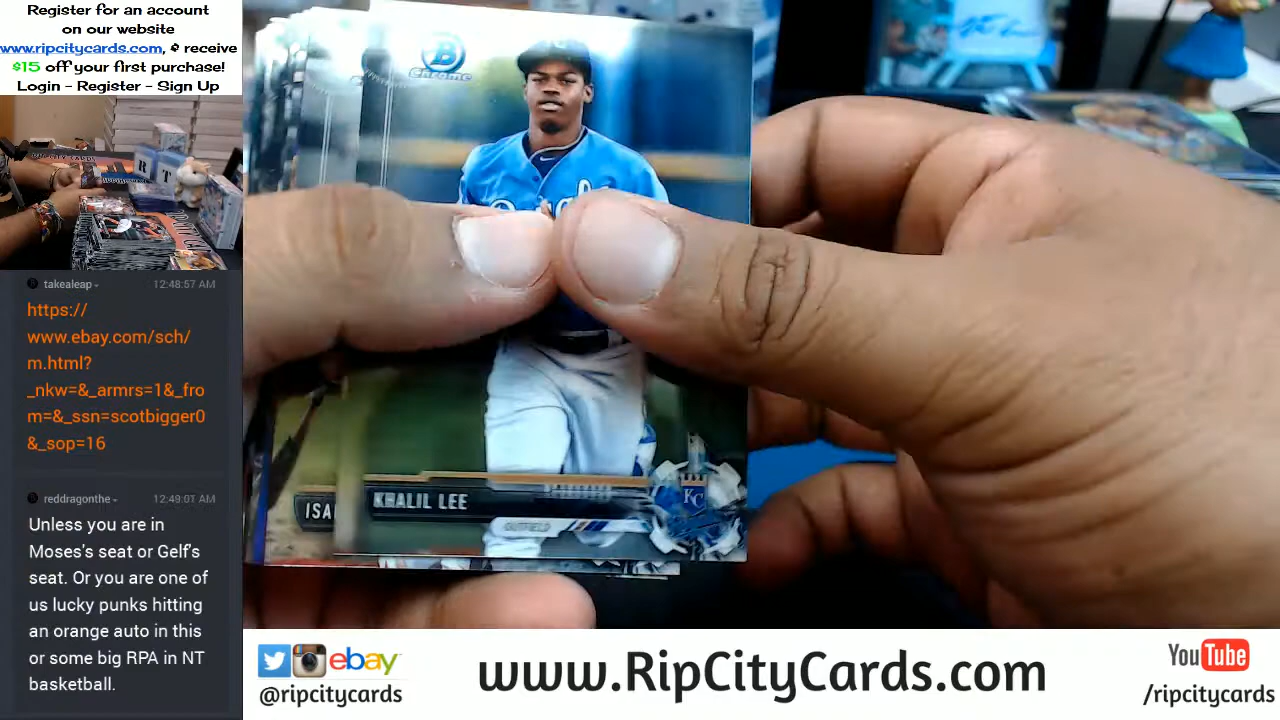 Register for an account
on our website
www.ripcitycards.com, & receive
$15 off your first purchase!
Login - Register - Sign Up
takealeap
12:48:57 AM
https://
www.ebay.com/sch/
m.html?
_nkw=&_armrs=1&_fro
m=&_ssn=scotbigger0
&_sop=16
reddragonthe
12:49:01 AM
Unless you are in
Moses's seat or Gelf's
seat. Or you are one of
us lucky punks hitting
an orange auto in this
or some big RPA in NT
basketball.
B
Chrome
ISA
KHALIL LEE
OUTFIELD
KC
R T
ebay
@ripcitycards
www.RipCityCards.com
YouTube
/ripcitycards